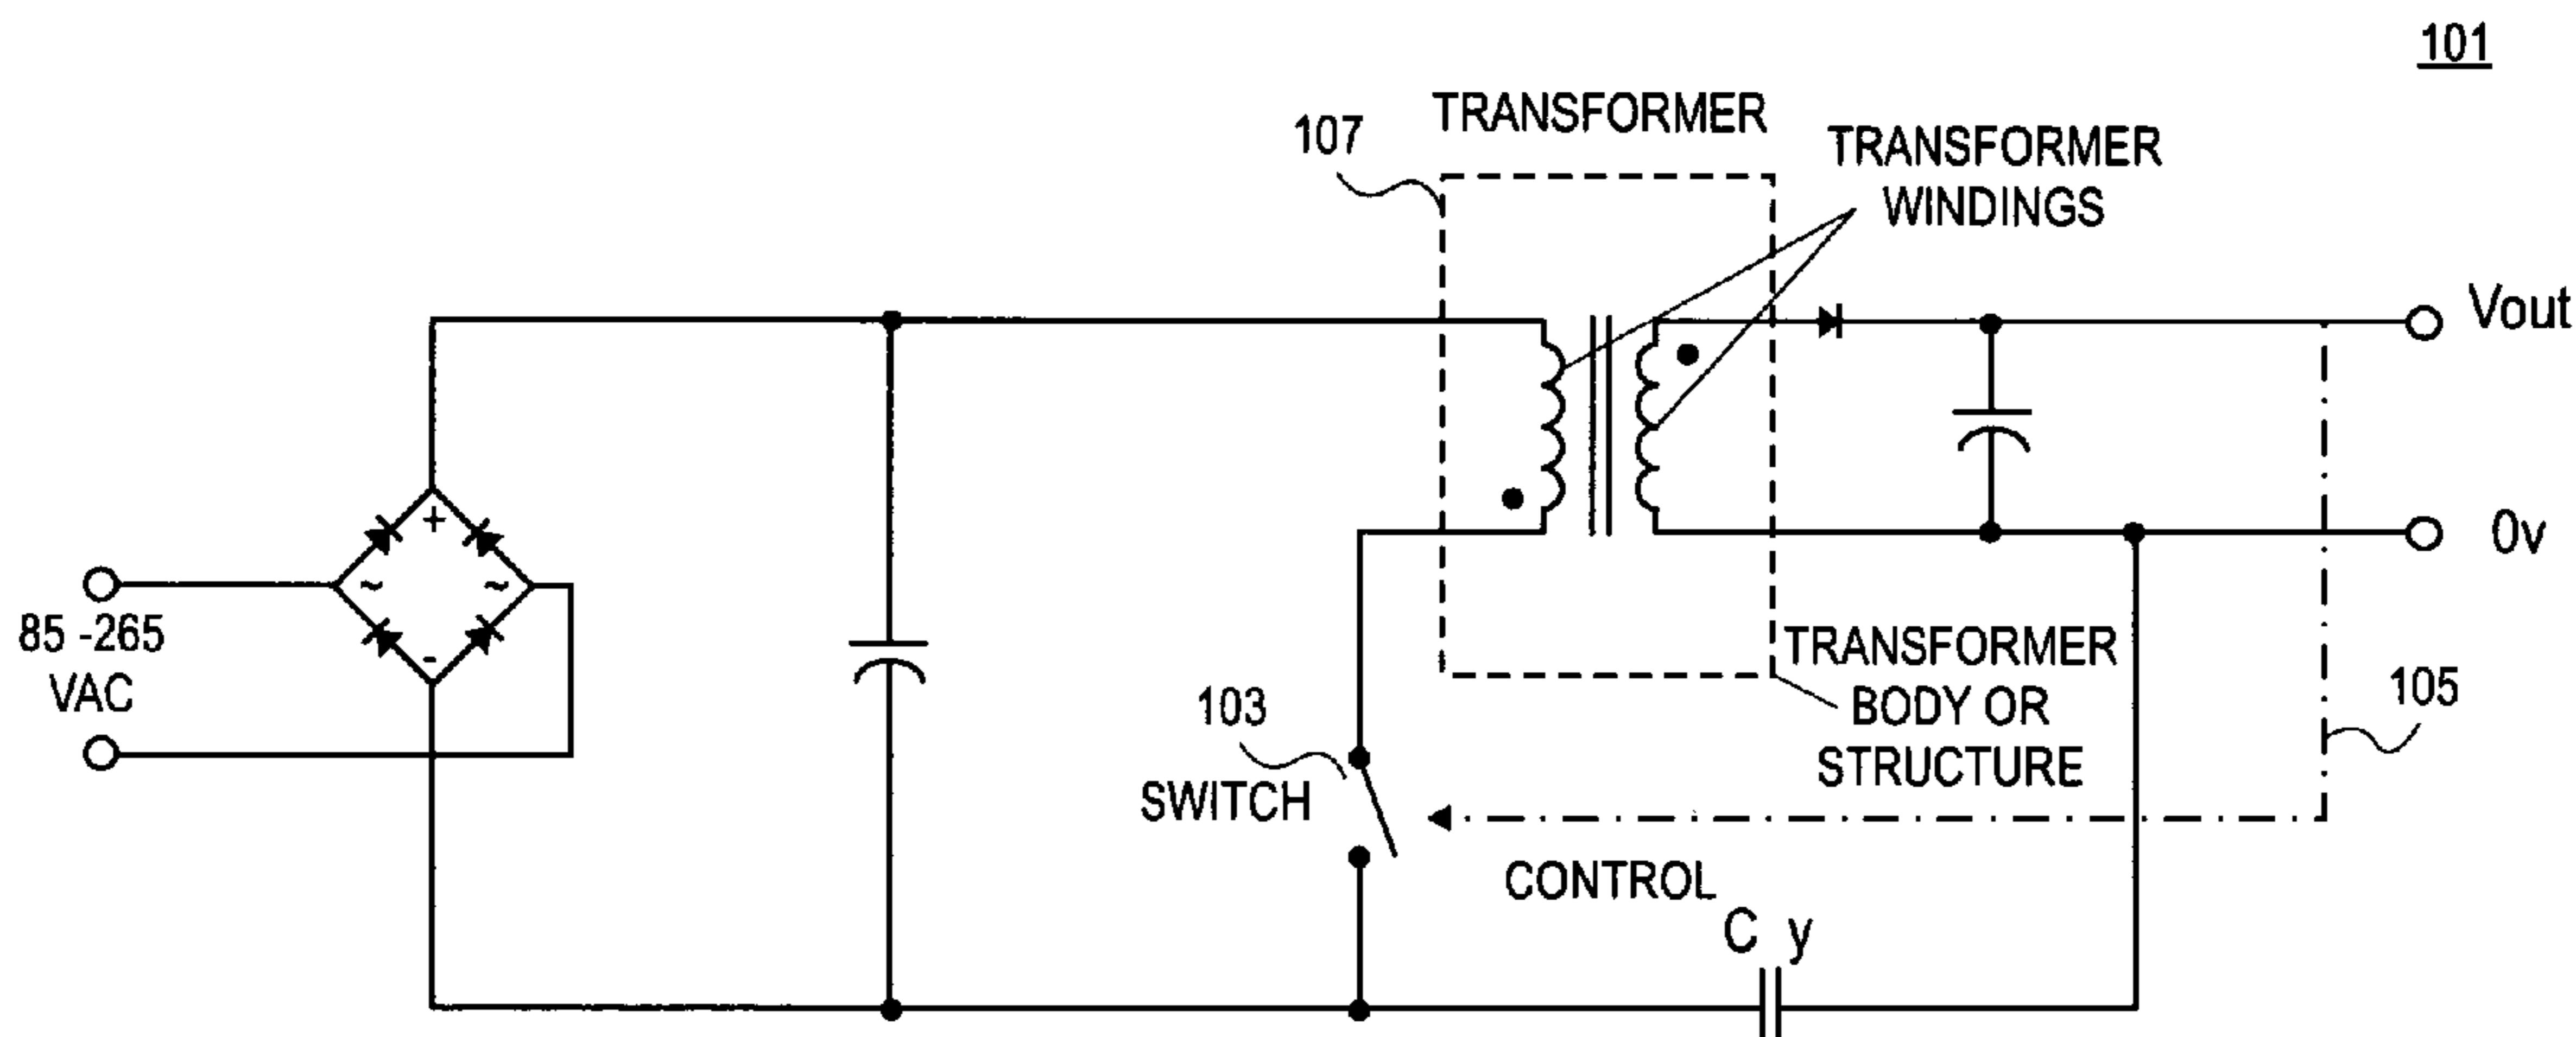 101
107
TRANSFORMER
TRANSFORMER
WINDINGS
Vout
+
~
~
-
85 -265
VAC
0v
TRANSFORMER
BODY OR
STRUCTURE
103
SWITCH
105
CONTROL
C y